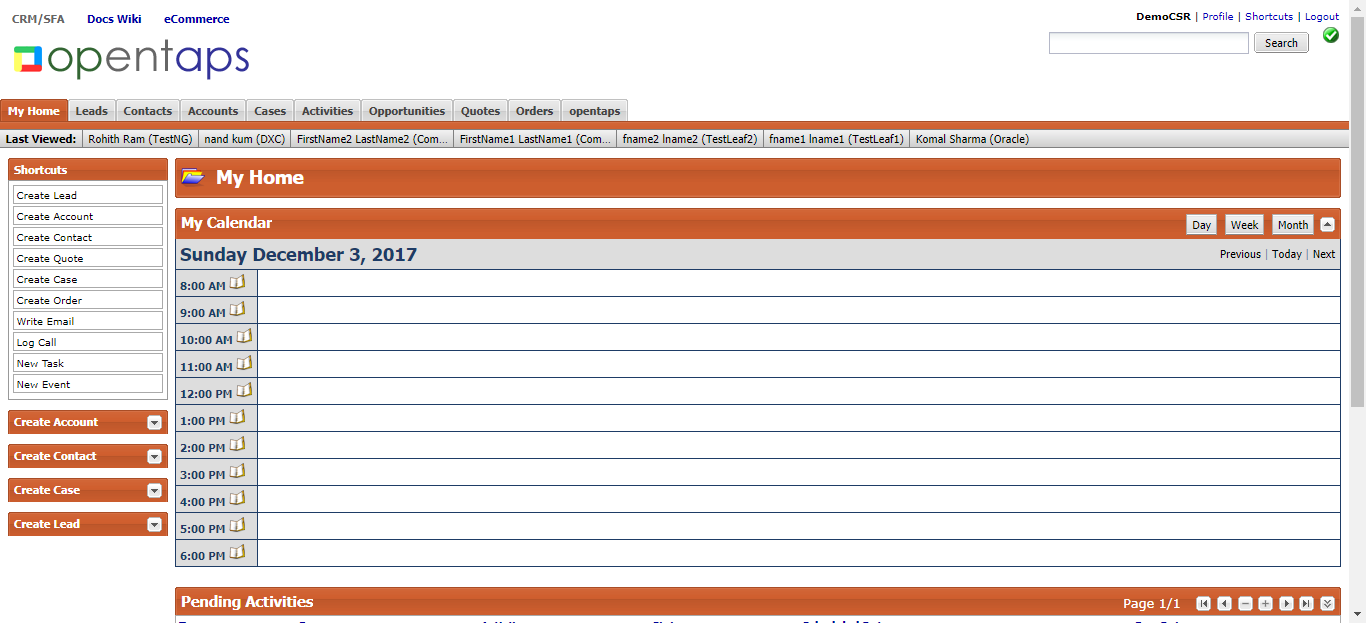 CRM/SFA Docs Wiki eCommerce
DemoCSR | Profile | Shortcuts | Logout
opentaps
Search
My Home Leads Contacts Accounts Cases Activities Opportunities Quotes Orders opentaps
Last Viewed: Rohith Ram (TestNG) nand kum (DXC) FirstName2 LastName2 (Com... FirstName1 LastName1 (Com... fname2 lname2 (TestLeaf2) fname1 lname1 (TestLeaf1) Komal Sharma (Oracle)
Shortcuts
Create Lead
Create Account
Create Contact
Create Quote
Create Case
Create Order
Write Email
Log Call
New Task
New Event
Create Account
Create Contact
Create Case
Create Lead
My Home
My Calendar
Day Week Month
Sunday December 3, 2017
Previous | Today | Next
8:00 AM
9:00 AM
10:00 AM
11:00 AM
12:00 PM
1:00 PM
2:00 PM
3:00 PM
4:00 PM
5:00 PM
6:00 PM
Pending Activities
Page 1/1